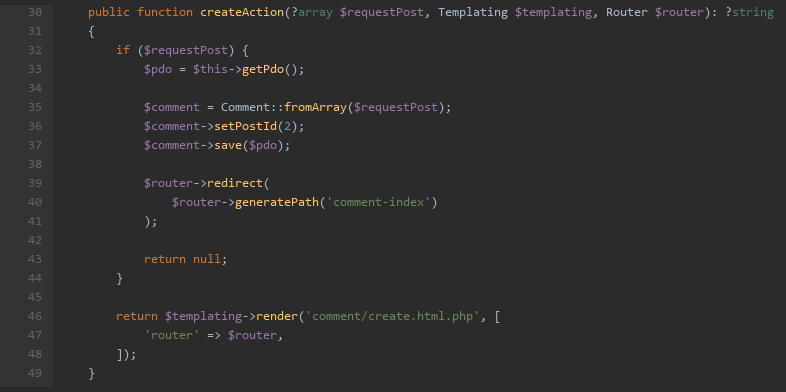 30 public function createAction(?array $requestPost, Templating $templating, Router $router): ?string
31 {
32 if ($requestPost) {
33 $pdo = $this->getPdo();
34
35 $comment = Comment::fromArray($requestPost);
36 $comment->setPostId(2);
37 $comment->save($pdo);
38
39 $router->redirect(
40 $router->generatePath('comment-index')
41 );
42
43 return null;
44 }
45
46 return $templating->render('comment/create.html.php', [
47 'router' => $router,
48 ]);
49 }